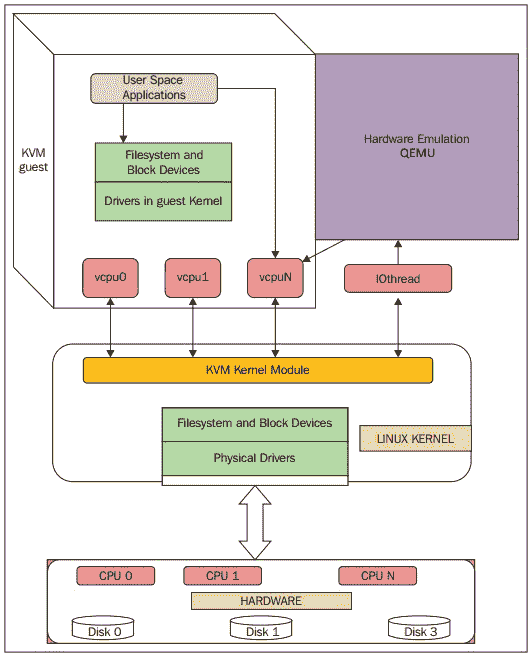 User Space
Applications
KVM
guest
Filesystem and
Block Devices
Drivers in guest Kernel
Hardware Emulation
QEMU
vcpu0
vcpu1
vcpuN
IOthread
KVM Kernel Module
Filesystem and Block Devices
Physical Drivers
LINUX KERNEL
CPU 0
CPU 1
CPU N
HARDWARE
Disk 0
Disk 1
Disk 3